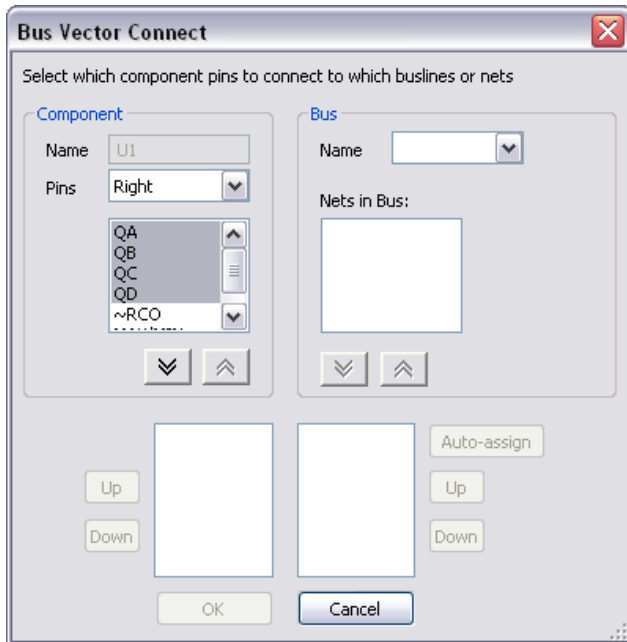 Bus Vector Connect
Select which component pins to connect to which buslines or nets
Component
Name U1
Pins Right
QA
QB
QC
QD
~RCO
Bus
Name
Nets in Bus:
Auto-assign
Up
Down
Up
Down
OK
Cancel